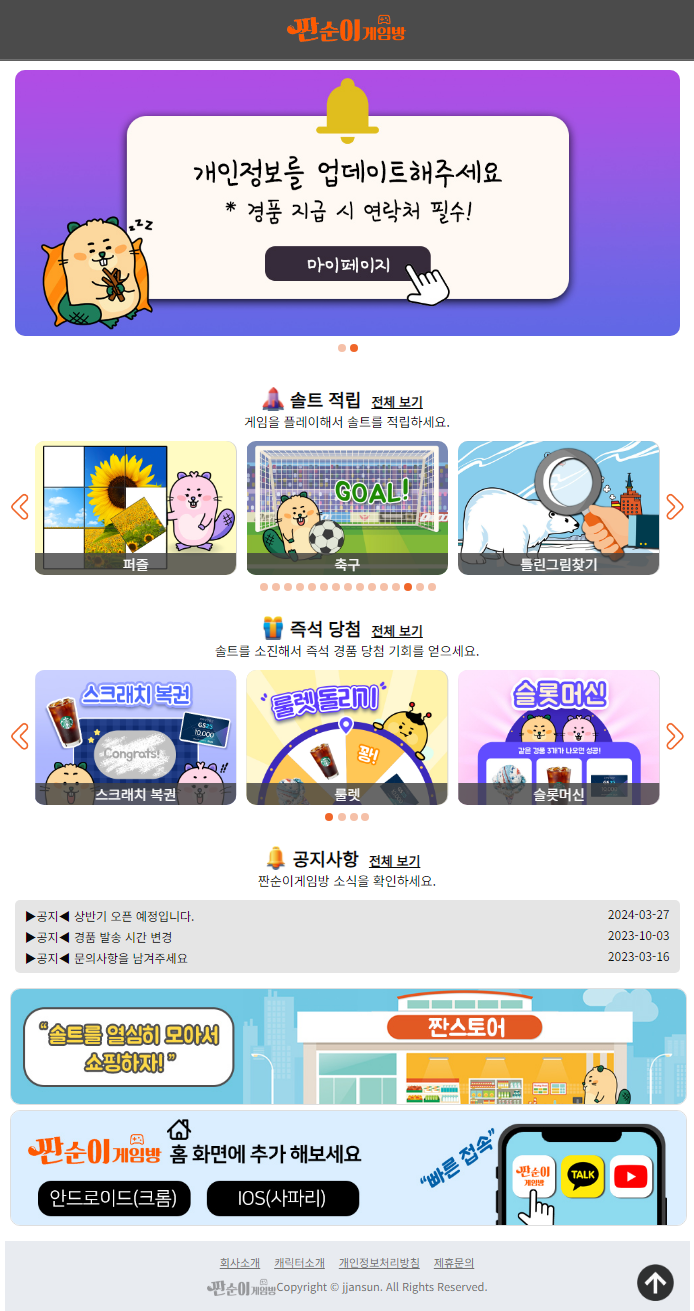 짠순이게임방
개인정보를 업데이트해주세요
* 경품 지급 시 연락처 필수!
마이페이지
zzz
솔트 적립 전체 보기
게임을 플레이해서 솔트를 적립하세요.
GOAL!
퍼즐 축구 틀린그림찾기
즉석 당첨 전체 보기
솔트를 소진해서 즉석 경품 당첨 기회를 얻으세요.
스크래치 복권 "룰렛돌리기" 슬롯머신
같은 경품 3개가 나오면 성공!
Congrats! 꽝!
10,000
스크래치 복권 룰렛 슬롯머신
공지사항 전체 보기
짠순이게임방 소식을 확인하세요.
▶공지◀ 상반기 오픈 예정입니다. 2024-03-27
▶공지◀ 경품 발송 시간 변경 2023-10-03
▶공지◀ 문의사항을 남겨주세요 2023-03-16
"솔트를 열심히 모아서
쇼핑하자!"
짠스토어
짠순이게임방 홈 화면에 추가 해보세요
안드로이드(크롬) IOS(사파리)
"빠른 접속"
짠순이 게임방
TALK
회사소개 캐릭터소개 개인정보처리방침 제휴문의
짠순이게임방 Copyright © jjansun. All Rights Reserved.